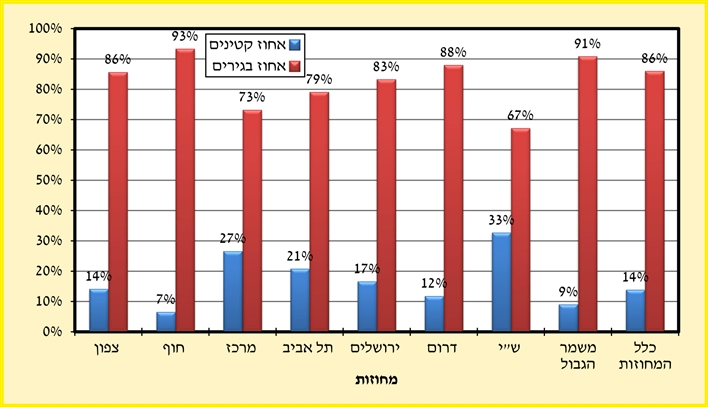 אחוז קטינים
אחוז בגירים
100%
90%
80%
70%
60%
50%
40%
30%
20%
10%
0%
14%
86%
7%
93%
27%
73%
21%
79%
17%
83%
12%
88%
33%
67%
9%
91%
14%
86%
צפון
חוף
מרכז
תל אביב
ירושלים
דרום
ש"י
משמר
הגבול
כלל
המחוזות
מחוזות